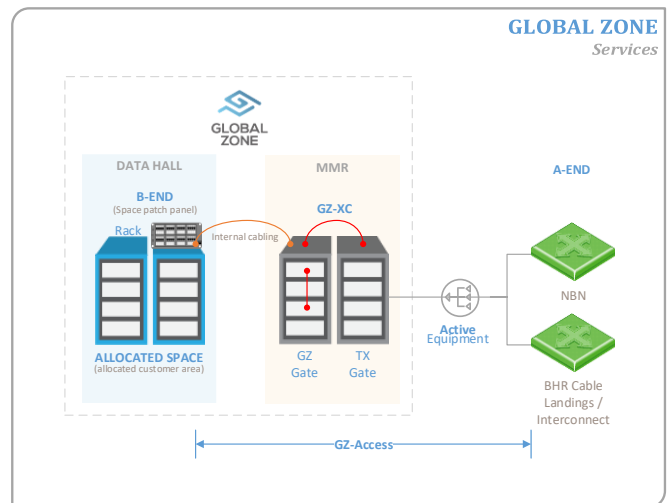 GLOBAL ZONE
Services
GLOBAL
ZONE
DATA HALL
MMR
A-END
B-END
(Space patch panel)
GZ-XC
Rack
Internal cabling
NBN
Active
Equipment
ALLOCATED SPACE
(allocated customer area)
GZ
Gate
TX
Gate
BHR Cable
Landings /
Interconnect
GZ-Access